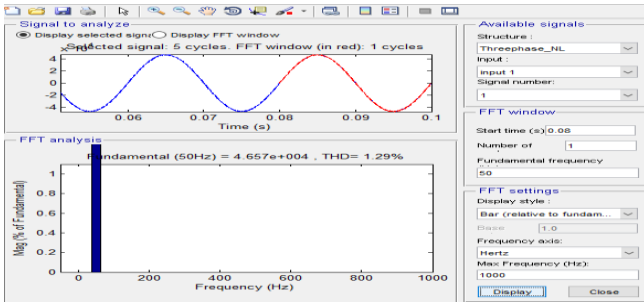 Signal to analyze
Display selected signal Display FFT window
Selected signal: 5 cycles. FFT window (in red): 1 cycles
4
2
0
-2
-4
0.06 0.07 0.08 0.09 0.1
Time (s)
FFT analysis
Fundamental (50Hz) = 4.657e+004 , THD= 1.29%
Mag (% of Fundamental)
1
0.8
0.6
0.4
0.2
0
0 200 400 600 800 1000
Frequency (Hz)
Available signals
Structure :
Threephase_NL
Input :
input 1
Signal number:
1
FFT window
Start time (s): 0.08
Number of 1
Fundamental frequency
50
FFT settings
Display style :
Bar (relative to fundam...
Base 1.0
Frequency axis:
Hertz
Max Frequency (Hz):
1000
Display Close